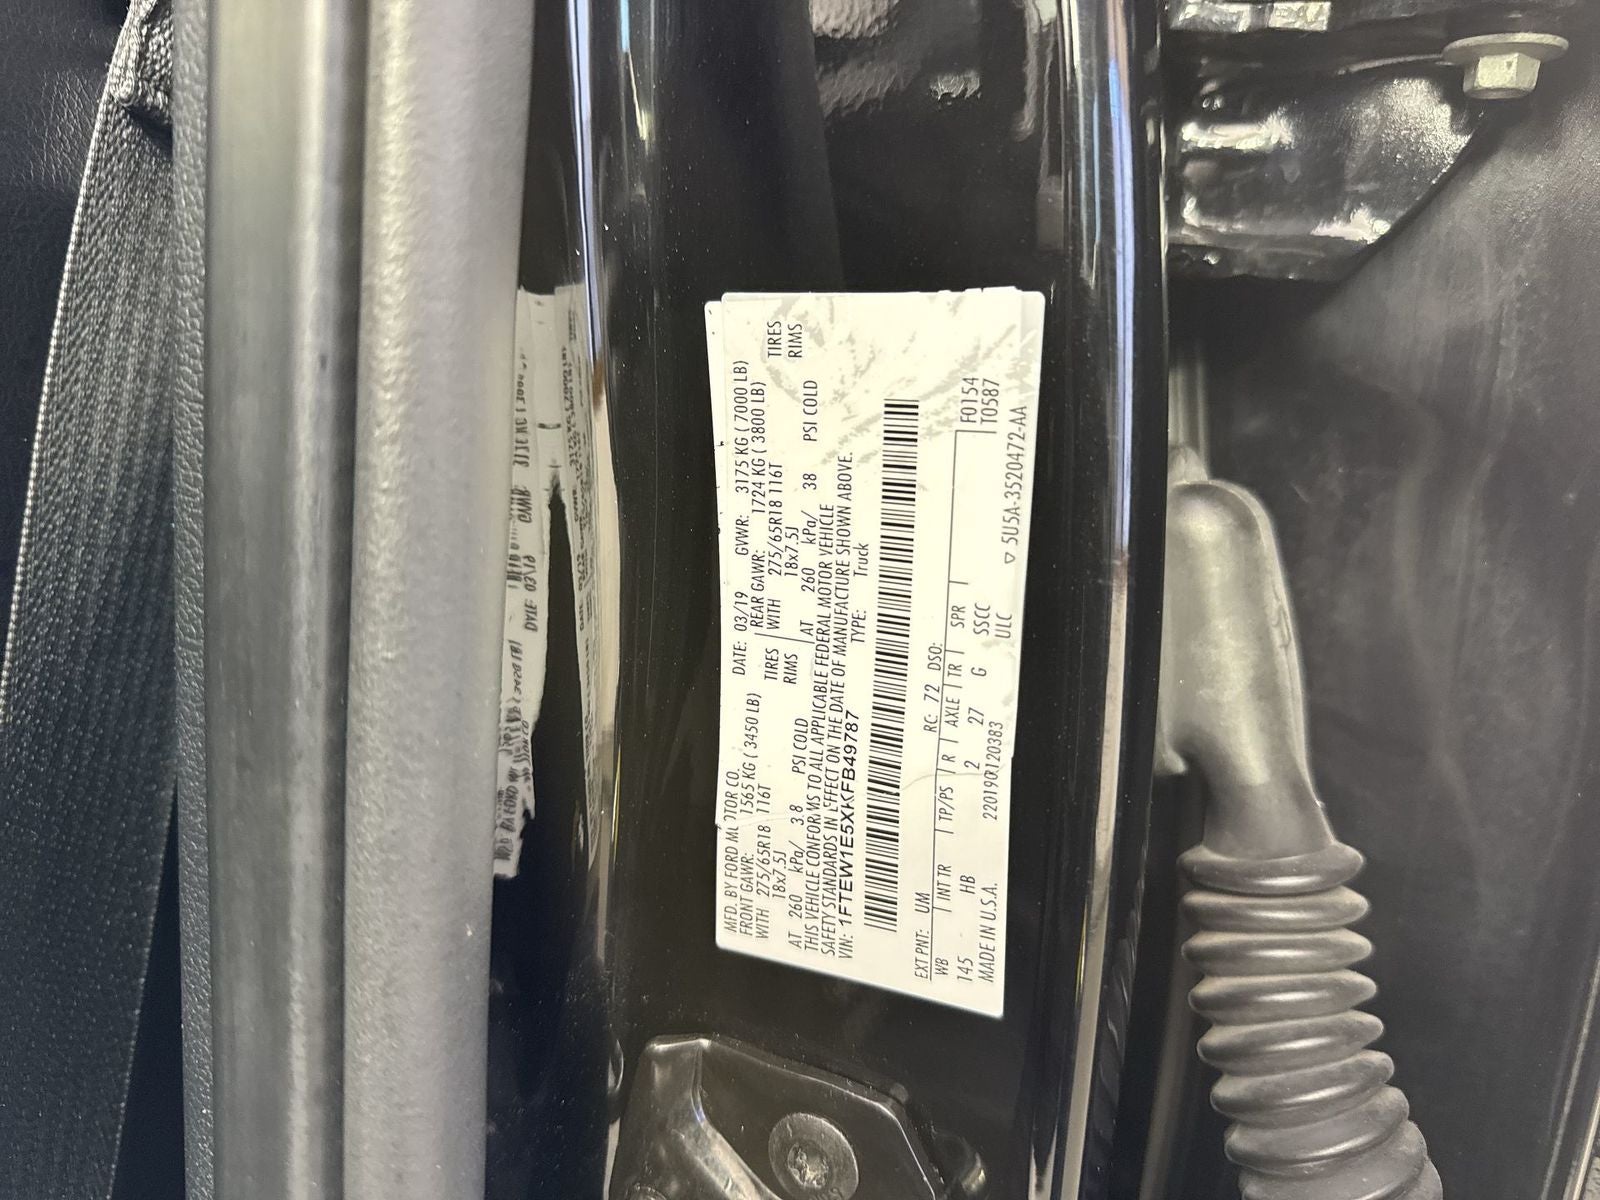 MFD. BY FORD MOTOR CO.
DATE: 03/19 GVWR: 3175 KG ( 7000 LB)
FRONT GAWR: 1565 KG ( 3450 LB) REAR GAWR: 1724 KG ( 3800 LB)
WITH 275/65R18 116T TIRES WITH 275/65R18 116T TIRES
18x7.5J RIMS 18x7.5J RIMS
AT 260 kPa/ 38 PSI COLD AT 260 kPa/ 38 PSI COLD
THIS VEHICLE CONFORMS TO ALL APPLICABLE FEDERAL MOTOR VEHICLE
SAFETY STANDARDS IN EFFECT ON THE DATE OF MANUFACTURE SHOWN ABOVE.
VIN: 1FTEW1E5XKFB49787 TYPE: Truck
EXT PNT: UM RC: 72 DSO: F0154
WB INT TR TP/PS R AXLE TR SPR T0587
145 HB 2 27 G SSCC
MADE IN U.S.A. 220190120383 ULC
▽ 5U5A-3520472-AA